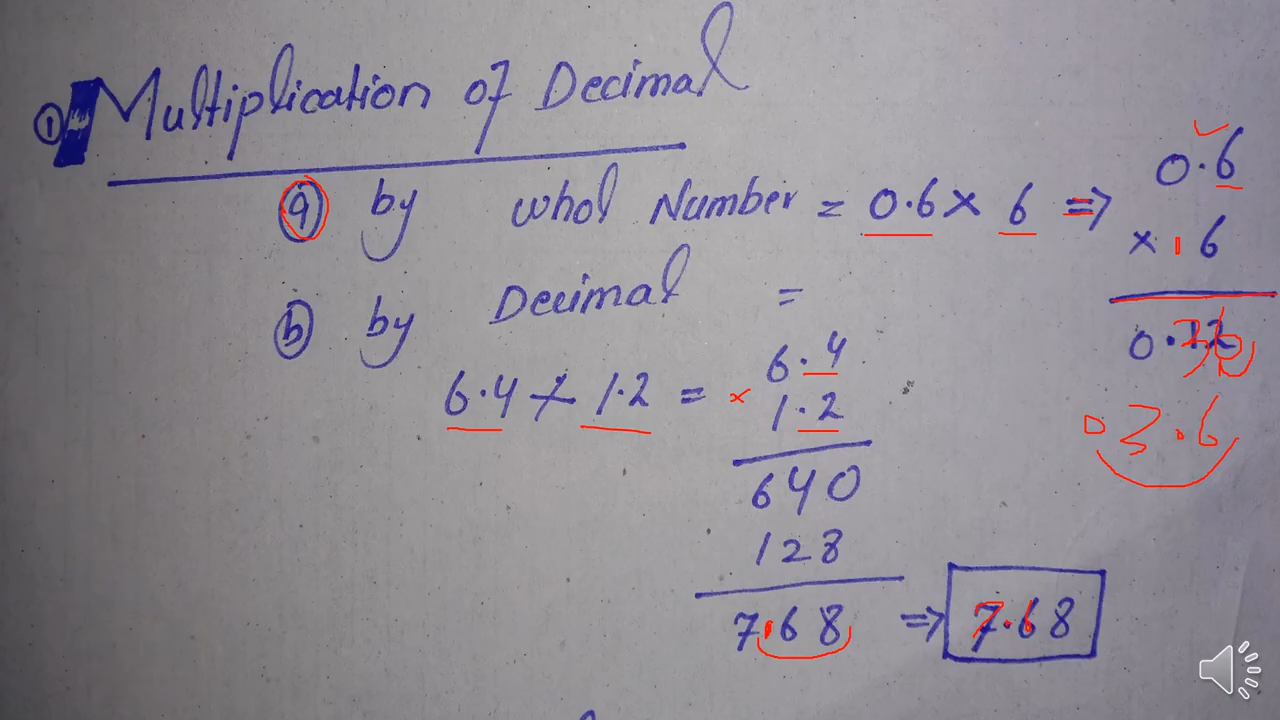 ① Multiplication of Decimal
ⓐ by whol Number = 0.6 × 6 ⇒
0.6
× 6
0.
3.6
ⓑ by Decimal =
6.4 × 1.2 =
6.4
× 1.2
640
128
7.68 ⇒ 7.68